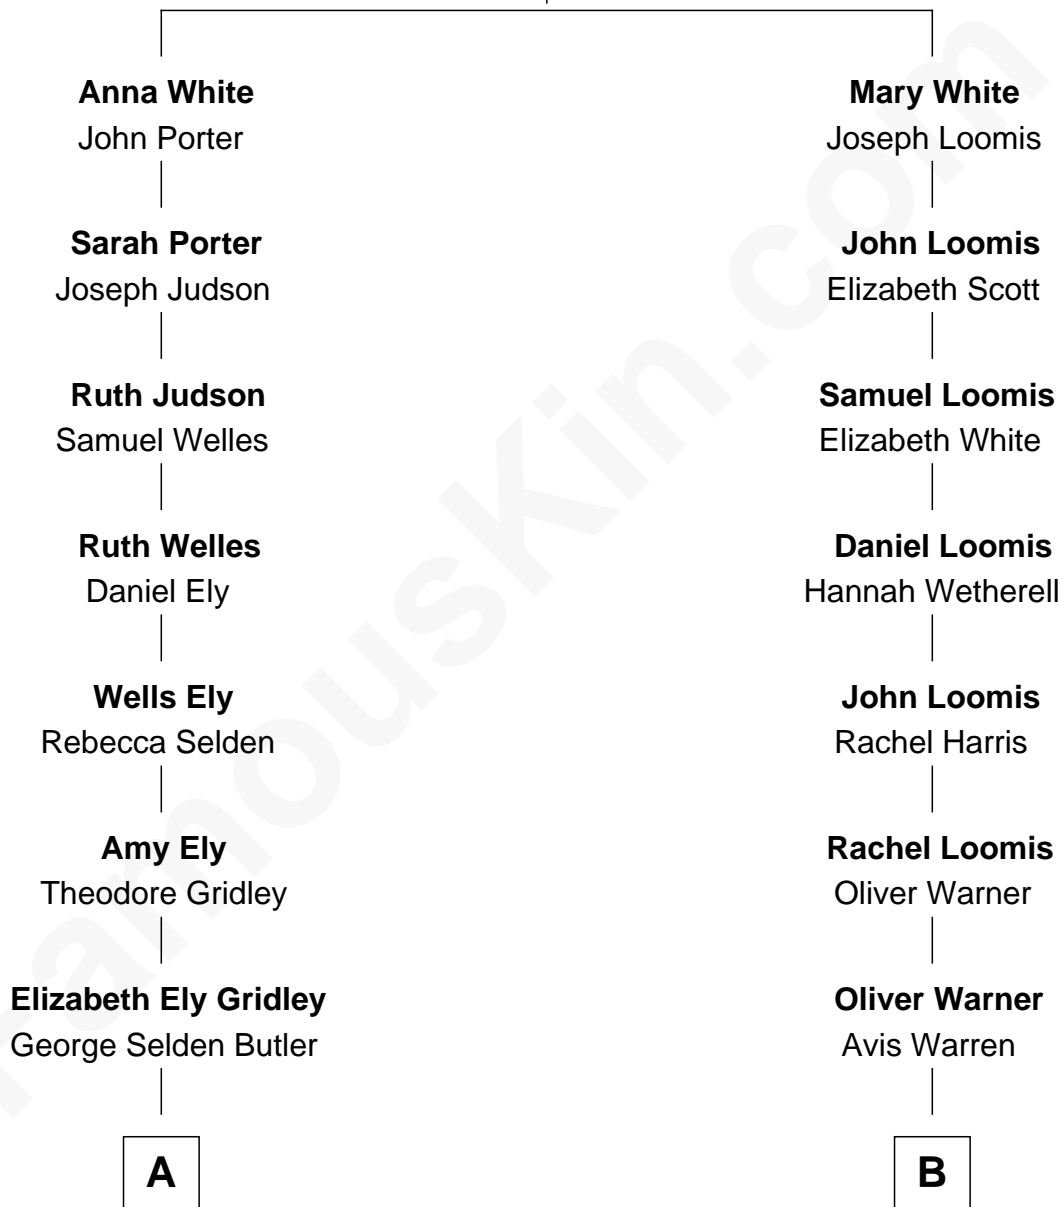 Anna White
John Porter
Sarah Porter
Joseph Judson
Ruth Judson
Samuel Welles
Ruth Welles
Daniel Ely
Wells Ely
Rebecca Selden
Amy Ely
Theodore Gridley
Elizabeth Ely Gridley
George Selden Butler
A
Mary White
Joseph Loomis
John Loomis
Elizabeth Scott
Samuel Loomis
Elizabeth White
Daniel Loomis
Hannah Wetherell
John Loomis
Rachel Harris
Rachel Loomis
Oliver Warner
Oliver Warner
Avis Warren
B
FamousKin.com